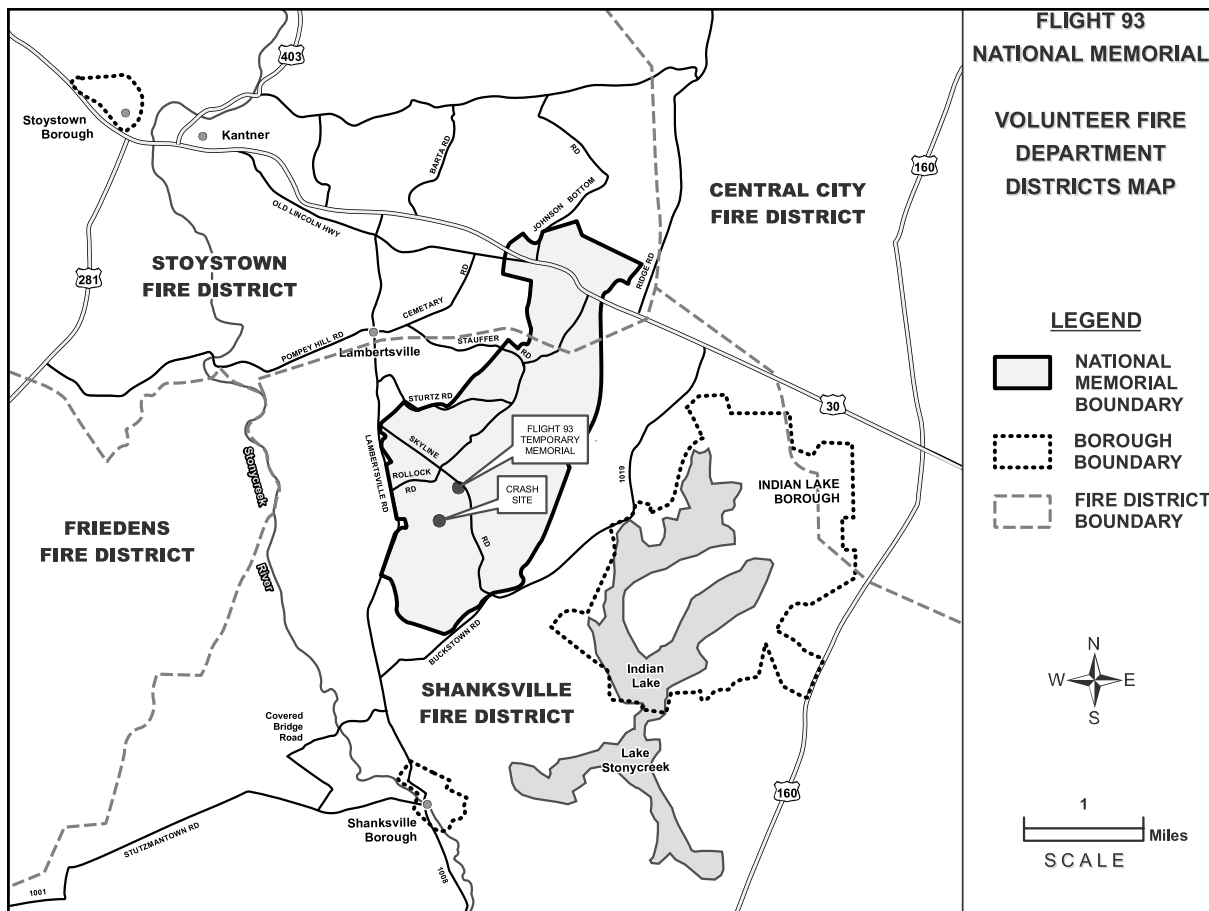 FLIGHT 93
NATIONAL MEMORIAL
VOLUNTEER FIRE
DEPARTMENT
DISTRICTS MAP
LEGEND
NATIONAL
MEMORIAL
BOUNDARY
BOROUGH
BOUNDARY
FIRE DISTRICT
BOUNDARY
N
W
E
S
1
Miles
SCALE
403
Stoystown
Borough
Kantner
BARTA RD
RD
JOHNSON BOTTOM
160
CENTRAL CITY
FIRE DISTRICT
OLD LINCOLN HWY
STOYSTOWN
FIRE DISTRICT
281
RIDGE RD
CEMETARY
RD
POMPEY HILL RD
Lambertsville
STAUFFER
RD
STURTZ RD
30
FLIGHT 93
TEMPORARY
MEMORIAL
SKYLINE
LAMBERTSVILLE RD
ROLLOCK
RD
CRASH
SITE
RD
1019
INDIAN LAKE
BOROUGH
Stonycreek
River
FRIEDENS
FIRE DISTRICT
BUCKSTOWN RD
SHANKSVILLE
FIRE DISTRICT
Indian
Lake
Covered
Bridge
Road
Lake
Stonycreek
160
Shanksville
Borough
STUTZMANTOWN RD
1001
1008